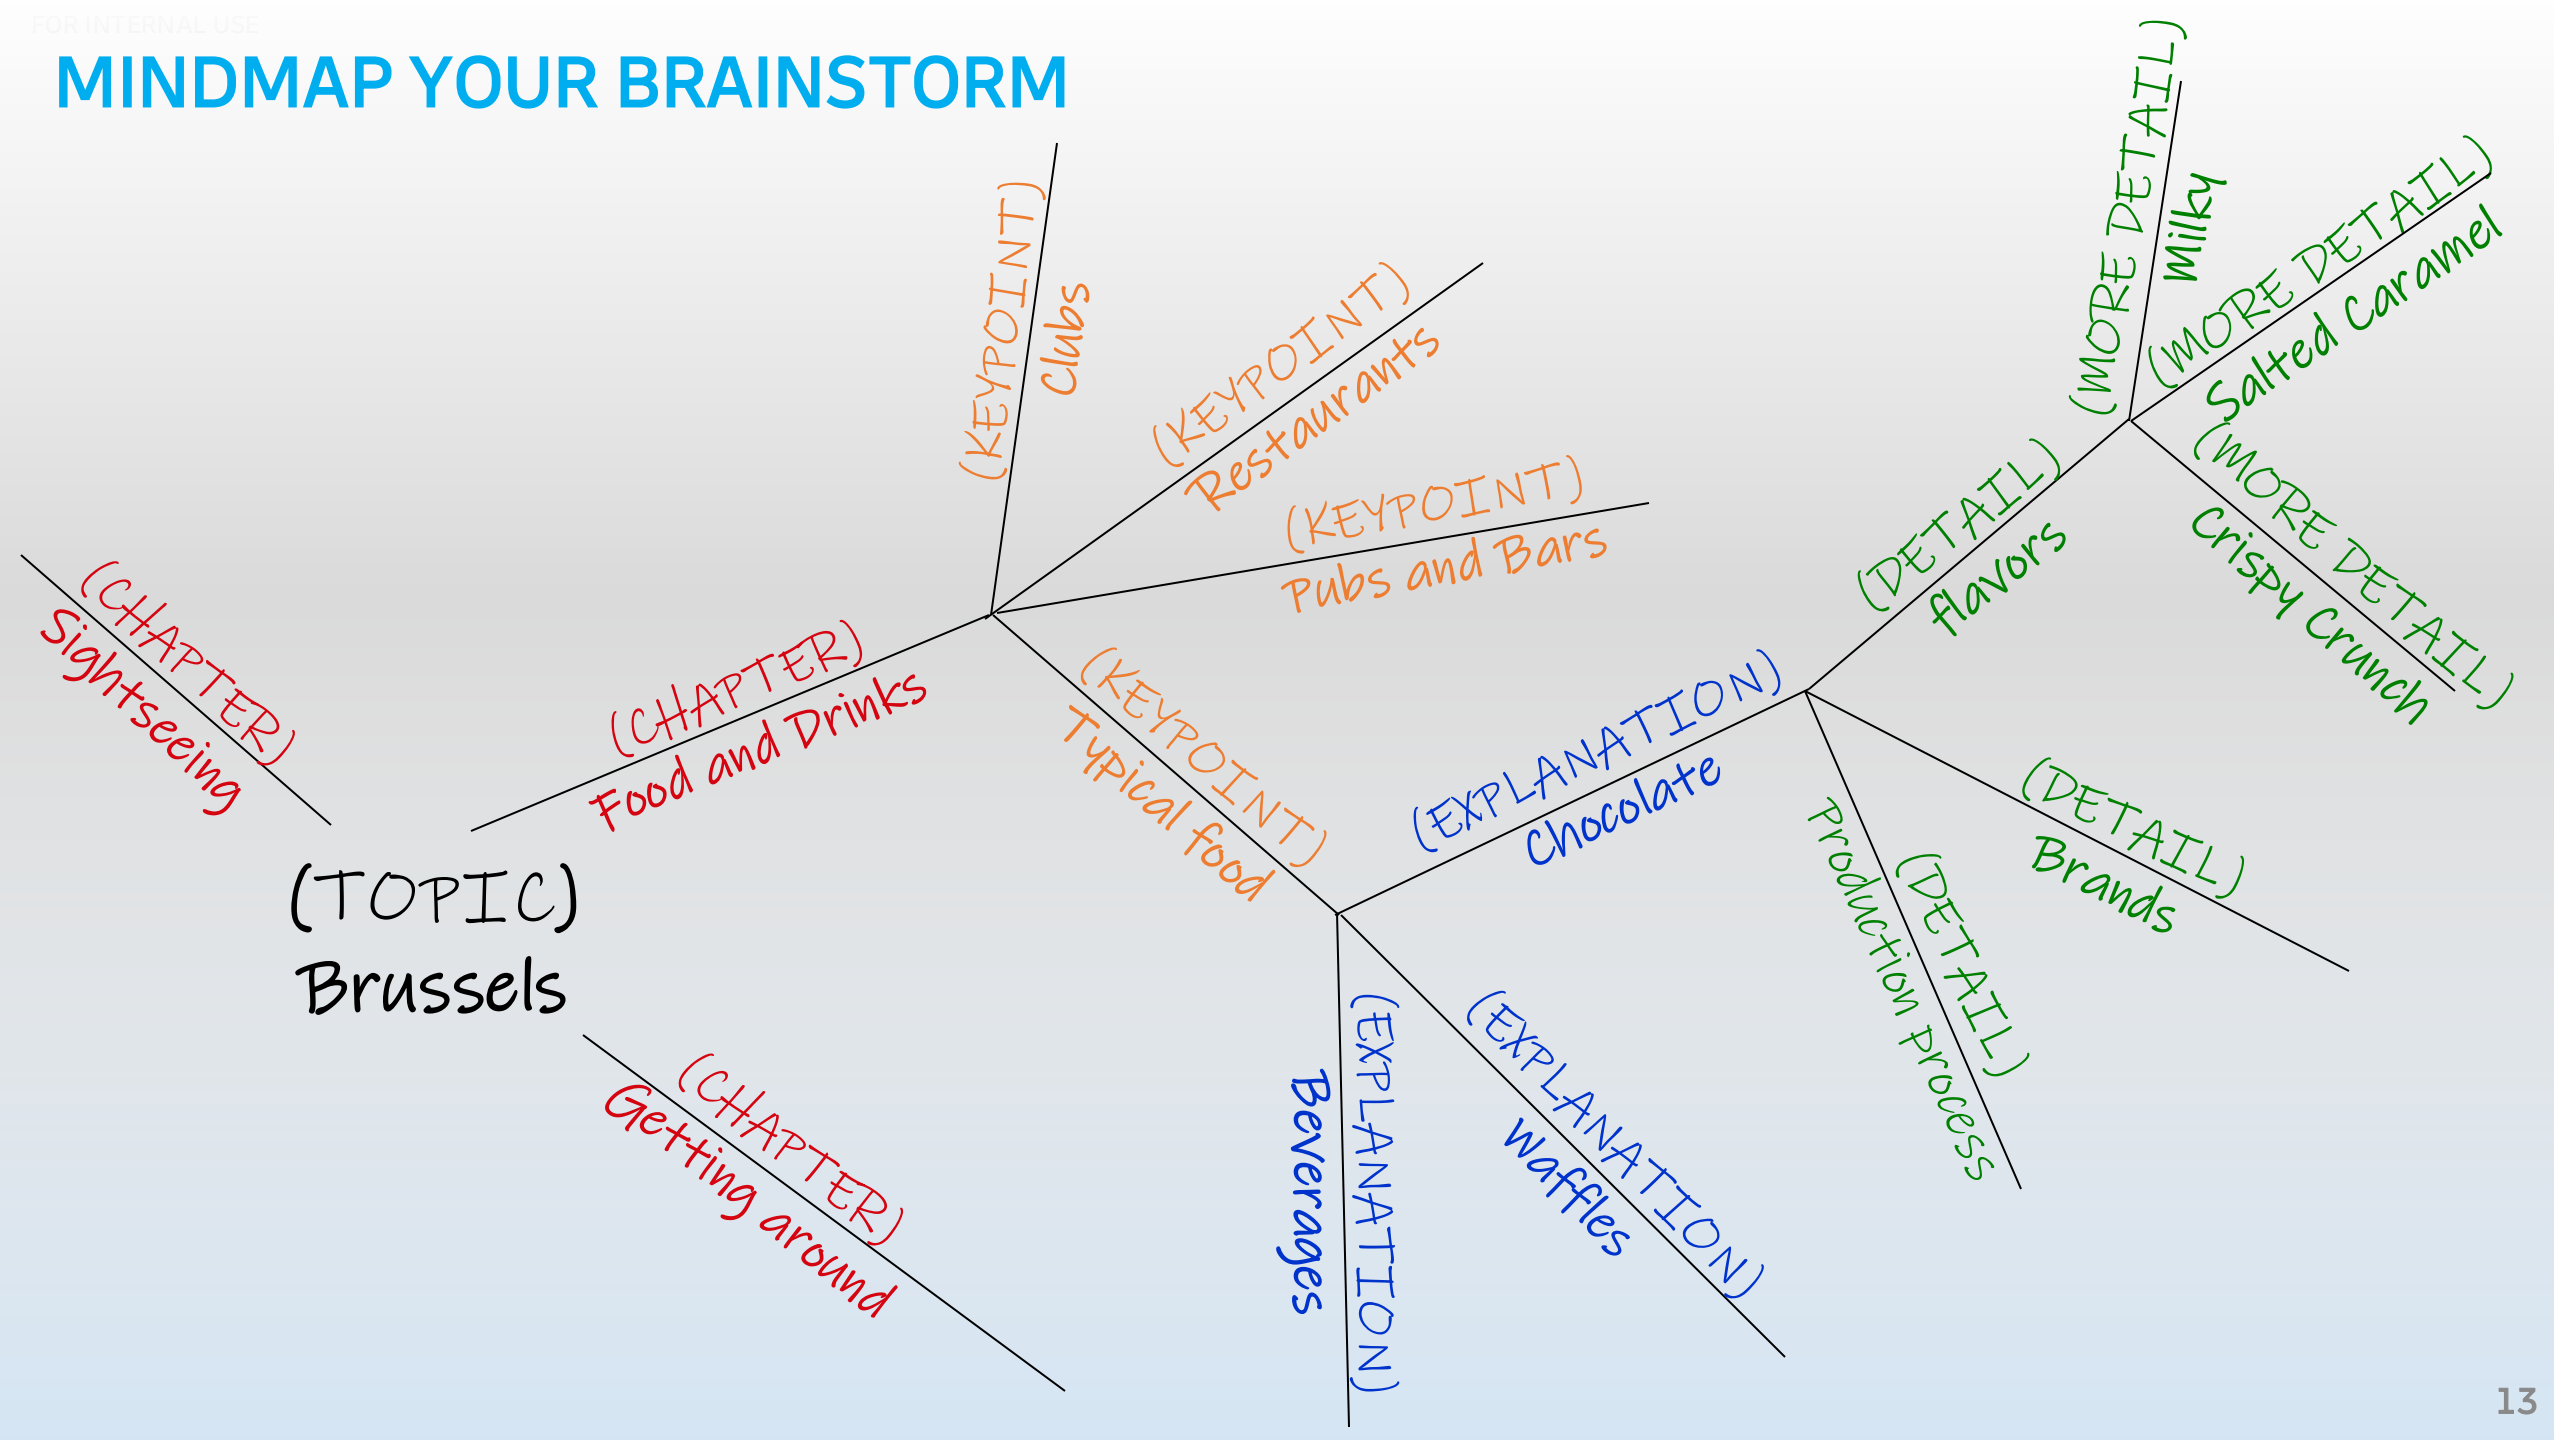 FOR INTERNAL USE
MINDMAP YOUR BRAINSTORM
(TOPIC)
Brussels
(CHAPTER)
Sightseeing
(CHAPTER)
Food and Drinks
(CHAPTER)
Getting around
(KEYPOINT)
Clubs
(KEYPOINT)
Restaurants
(KEYPOINT)
Pubs and Bars
(KEYPOINT)
Typical food
(EXPLANATION)
Chocolate
(EXPLANATION)
Waffles
(EXPLANATION)
Beverages
(DETAIL)
flavors
(DETAIL)
Brands
(DETAIL)
Production process
(MORE DETAIL)
Milky
(MORE DETAIL)
Salted Caramel
(MORE DETAIL)
Crispy Crunch
13